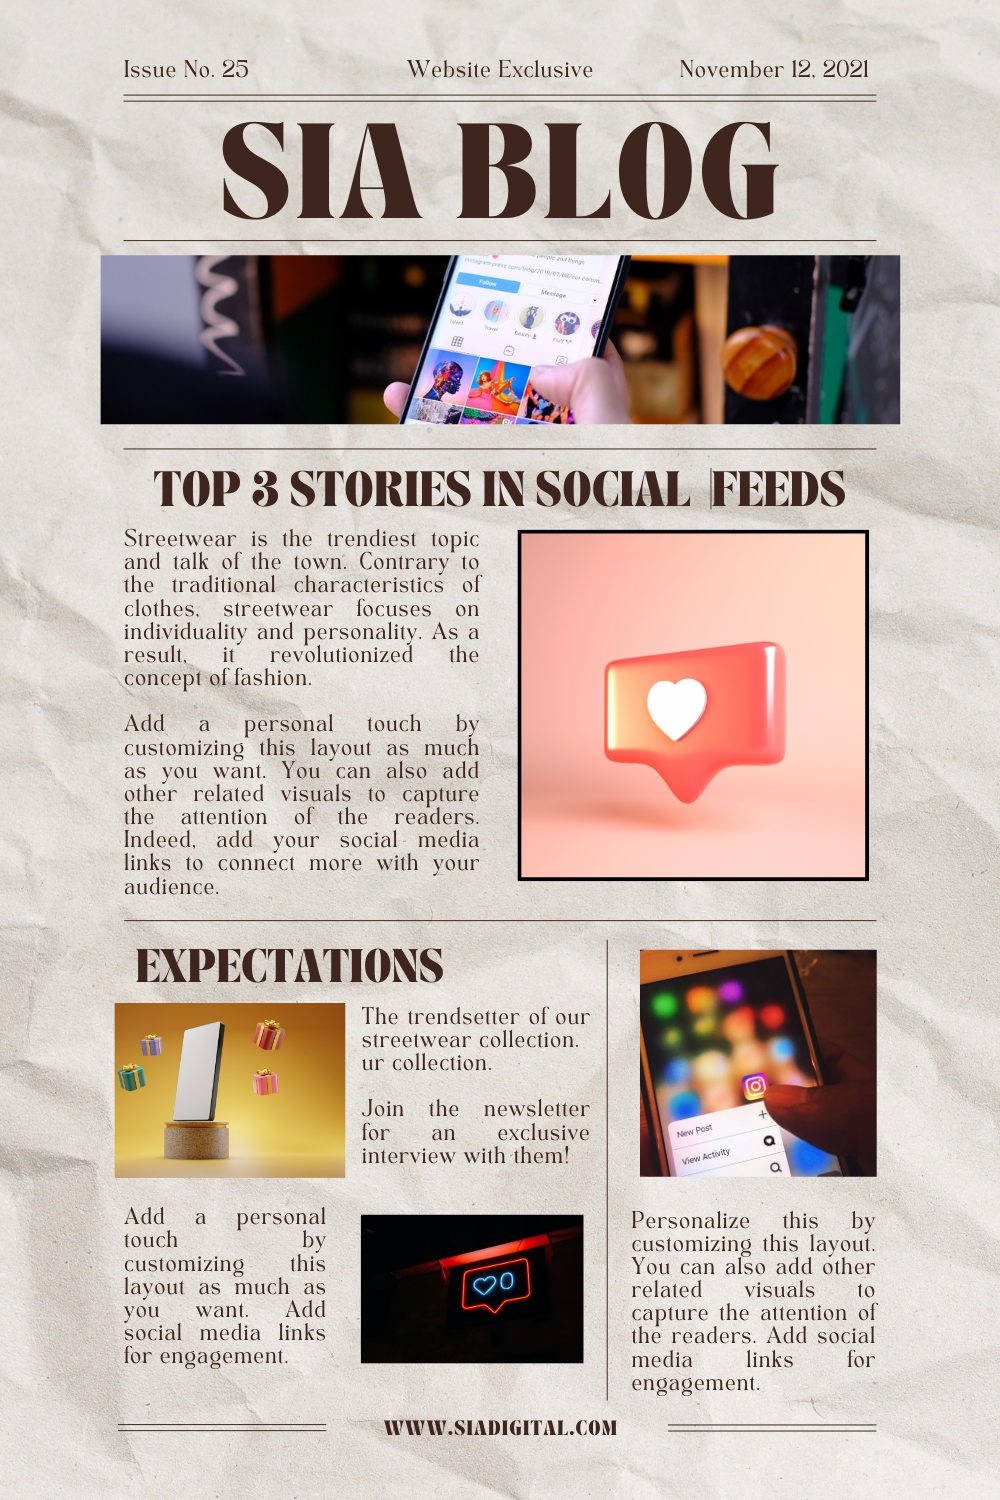 Issue No. 25
Website Exclusive
November 12, 2021
SIA BLOG
Follow
Message
Talent
Travel
Beauty
TOP 3 STORIES IN SOCIAL FEEDS
Streetwear is the trendiest topic
and talk of the town. Contrary to
the traditional characteristics of
clothes, streetwear focuses on
individuality and personality. As a
result, it revolutionized the
concept of fashion.
Add a personal touch by
customizing this layout as much
as you want. You can also add
other related visuals to capture
the attention of the readers.
Indeed, add your social media
links to connect more with your
audience.
EXPECTATIONS
The trendsetter of our
streetwear collection.
ur collection.
Join the newsletter
for an exclusive
interview with them!
Add a personal
touch by
customizing this
layout as much as
you want. Add
social media links
for engagement.
0
New Post
View Activity
Personalize this by
customizing this layout.
You can also add other
related visuals to
capture the attention of
the readers. Add social
media links for
engagement.
WWW.SIADIGITAL.COM